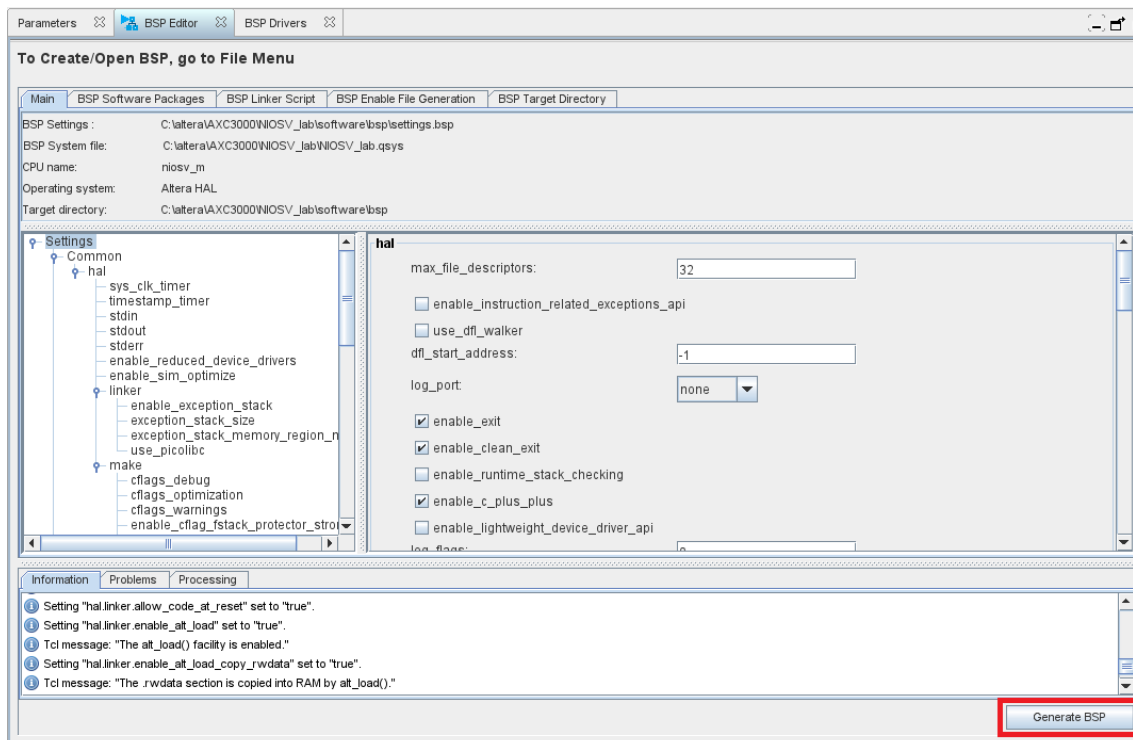 Parameters BSP Editor BSP Drivers
To Create/Open BSP, go to File Menu
Main BSP Software Packages BSP Linker Script BSP Enable File Generation BSP Target Directory
BSP Settings : C:\altera\AXC3000\NIOSV_lab\software\bsp\settings.bsp
BSP System file: C:\altera\AXC3000\NIOSV_lab\NIOSV_lab.qsys
CPU name: niosv_m
Operating system: Altera HAL
Target directory: C:\altera\AXC3000\NIOSV_lab\software\bsp
Settings
Common
hal
sys_clk_timer
timestamp_timer
stdin
stdout
stderr
enable_reduced_device_drivers
enable_sim_optimize
linker
enable_exception_stack
exception_stack_size
exception_stack_memory_region_n
use_picolibc
make
cflags_debug
cflags_optimization
cflags_warnings
enable_cflag_fstack_protector_stro
hal
max_file_descriptors: 32
enable_instruction_related_exceptions_api
use_dfl_walker
dfl_start_address: -1
log_port: none
enable_exit
enable_clean_exit
enable_runtime_stack_checking
enable_c_plus_plus
enable_lightweight_device_driver_api
log_flags: 0
Information Problems Processing
Setting "hal.linker.allow_code_at_reset" set to "true".
Setting "hal.linker.enable_alt_load" set to "true".
Tcl message: "The alt_load() facility is enabled."
Setting "hal.linker.enable_alt_load_copy_rwdata" set to "true".
Tcl message: "The .rwdata section is copied into RAM by alt_load()."
Generate BSP